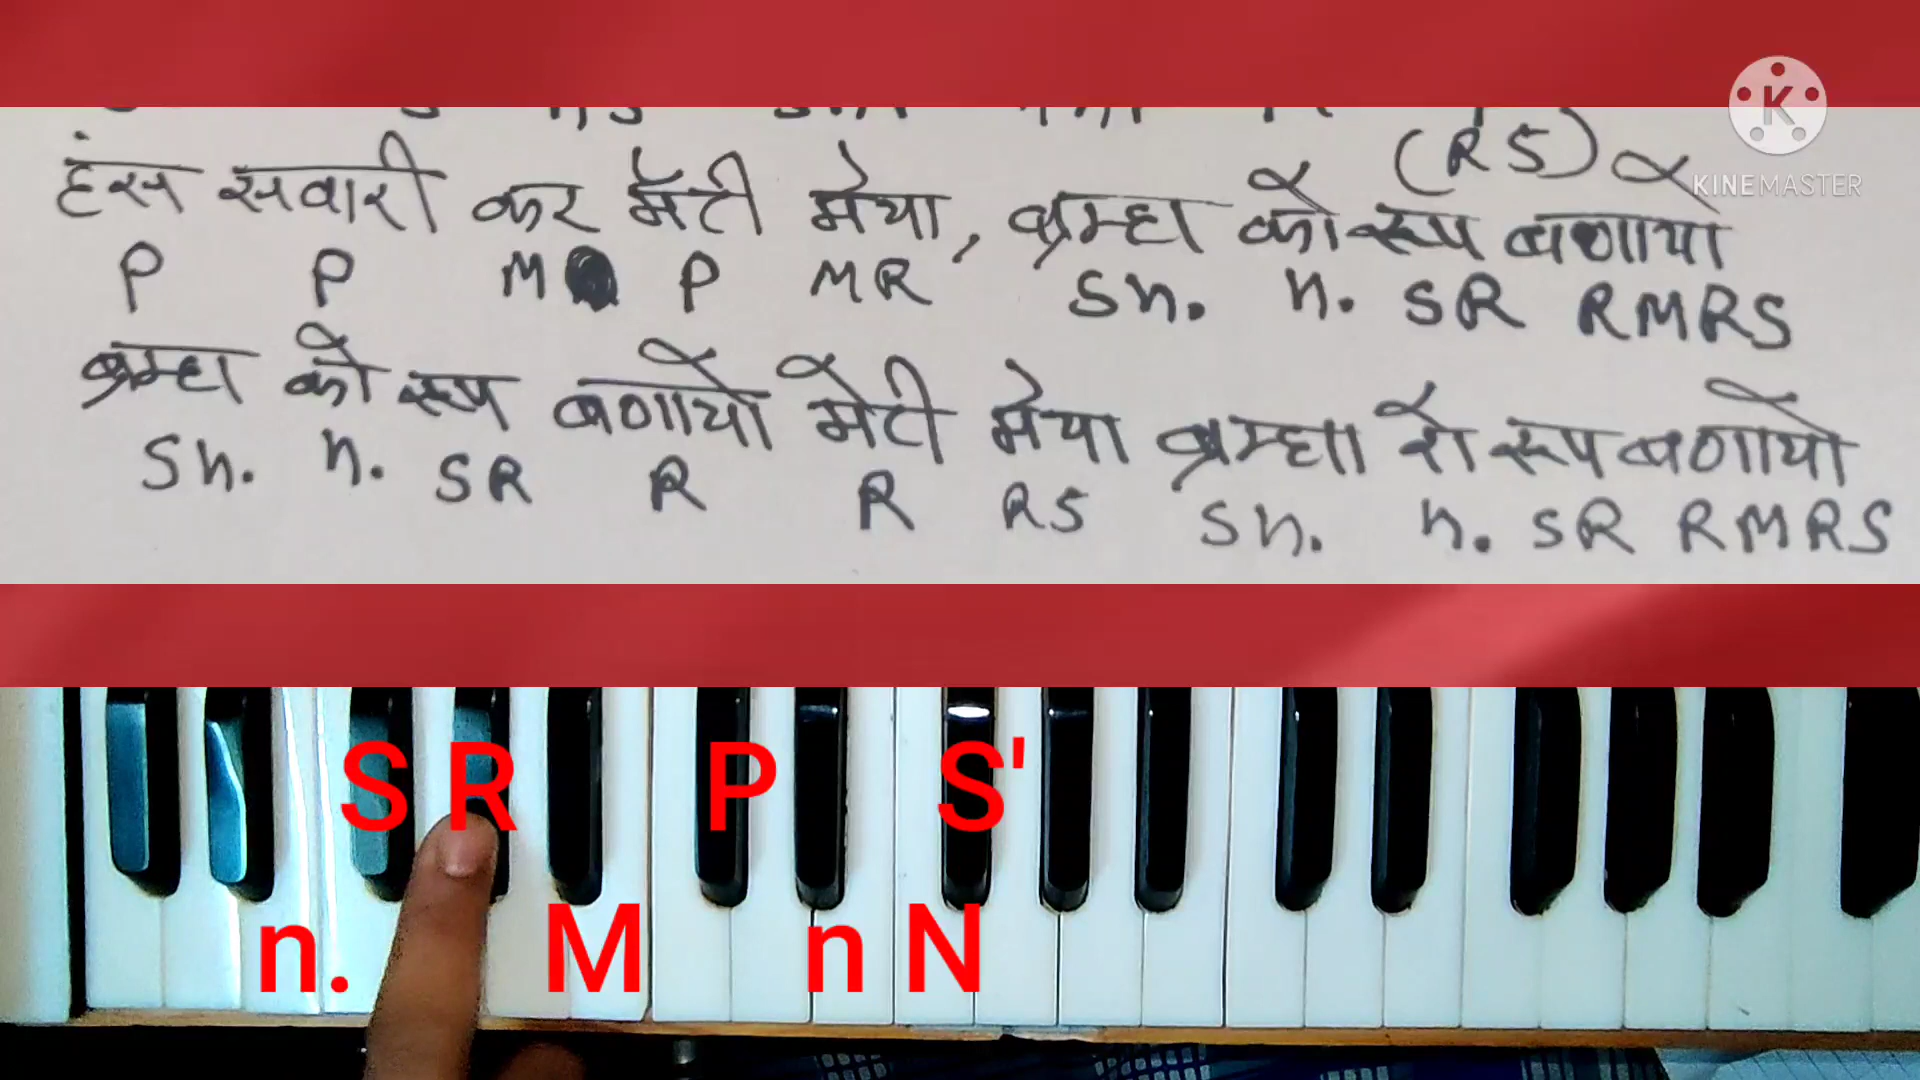 (RS)
हंस सवारी कर मेंटी मैया, ब्रम्हा को रूप बणायो
P P M P MR Sn. n. SR RMRS
ब्रम्हा को रूप बणायो मेंटी मैया ब्रम्हा रो रूप बणायो
Sn. n. SR R R RS Sn. n. SR RMRS
K
KINEMASTER
S R P S'
n. M n N